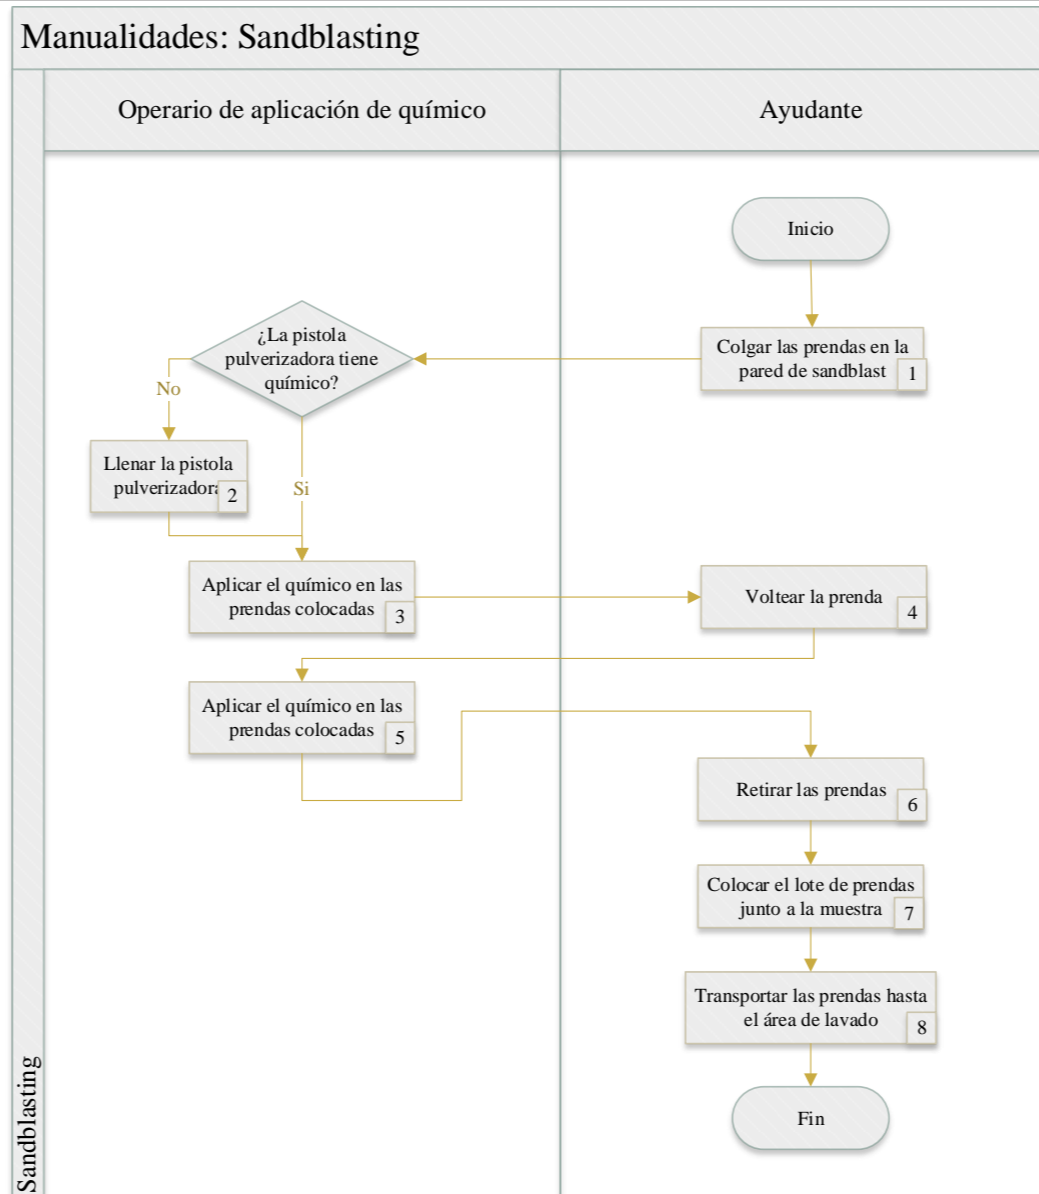 Manualidades: Sandblasting
Operario de aplicación de químico
Ayudante
Inicio
Colgar las prendas en la
pared de sandblast
1
¿La pistola
pulverizadora tiene
químico?
No
Si
Llenar la pistola
pulverizadora
2
Aplicar el químico en las
prendas colocadas
3
Voltear la prenda
4
Aplicar el químico en las
prendas colocadas
5
Retirar las prendas
6
Colocar el lote de prendas
junto a la muestra
7
Transportar las prendas hasta
el área de lavado
8
Fin
Sandblasting